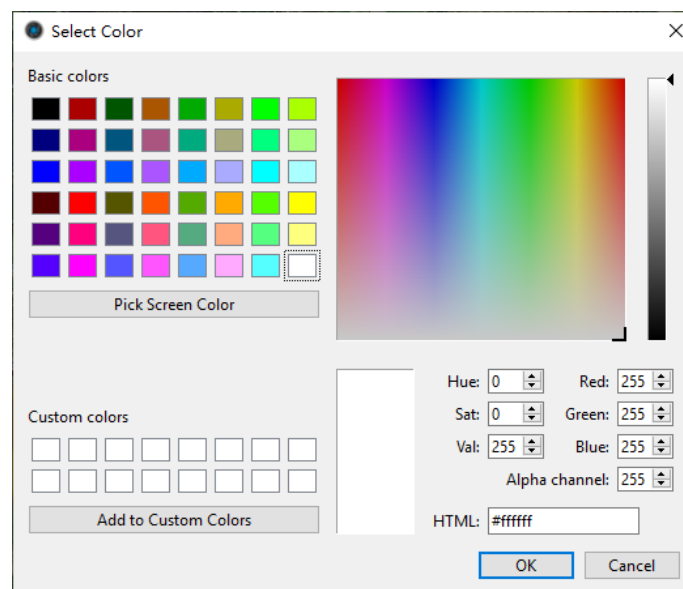 Select Color
Basic colors
Pick Screen Color
Hue: 0 Red: 255
Custom colors Sat: 0 Green: 255
Val: 255 Blue: 255
Alpha channel: 255
Add to Custom Colors HTML: #ffffff
OK Cancel